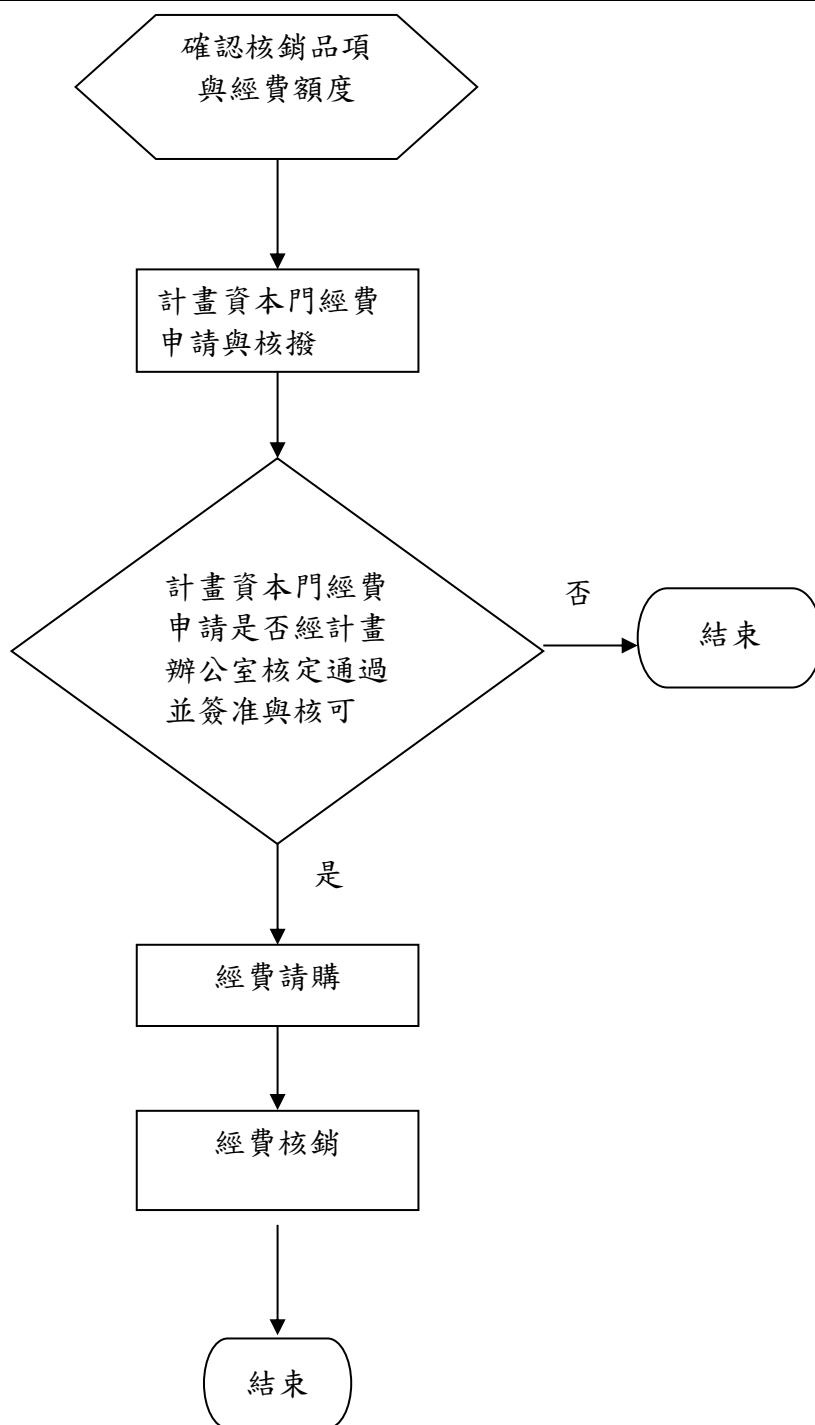 確認核銷品項
與經費額度
計畫資本門經費
申請與核撥
計畫資本門經費
申請是否經計畫
辦公室核定通過
並簽准與核可
否
結束
是
經費請購
經費核銷
結束